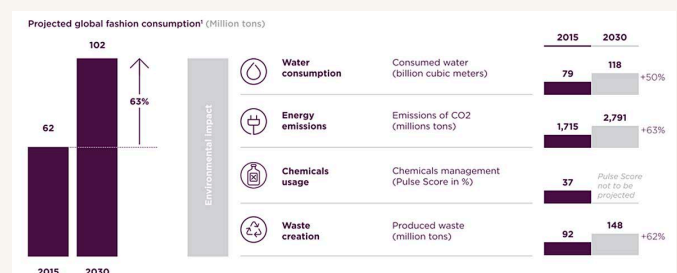 Projected global fashion consumption¹ (Million tons)
102
63%
62
2015 2030
Environmental impact
2015 2030
Water consumption
Consumed water (billion cubic meters)
79 118 +50%
Energy emissions
Emissions of CO2 (millions tons)
1,715 2,791 +63%
Chemicals usage
Chemicals management (Pulse Score in %)
37 Pulse Score not to be projected
Waste creation
Produced waste (million tons)
92 148 +62%